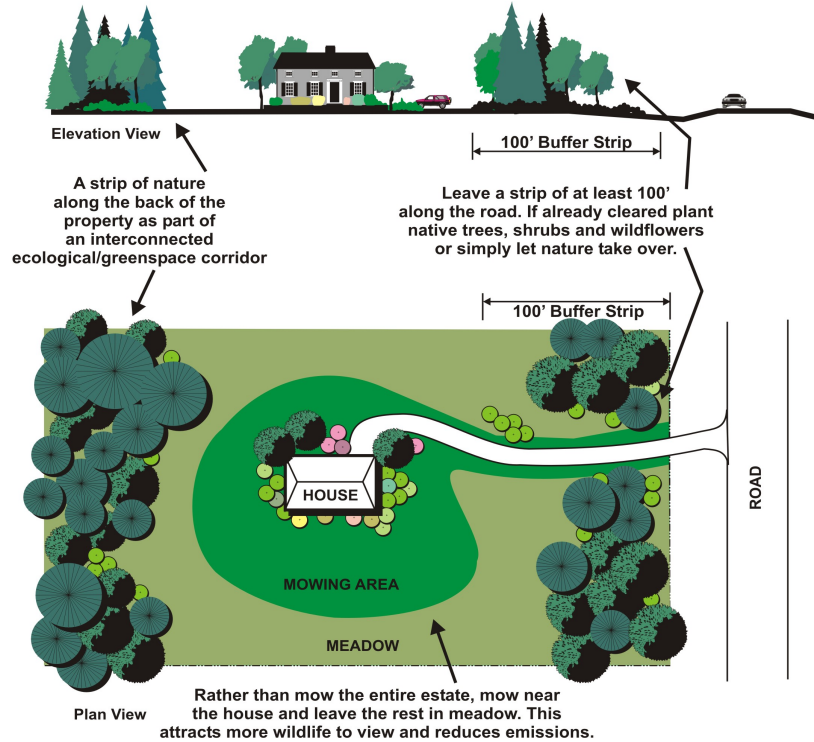 Elevation View
100' Buffer Strip
A strip of nature
along the back of the
property as part of
an interconnected
ecological/greenspace corridor
Leave a strip of at least 100'
along the road. If already cleared plant
native trees, shrubs and wildflowers
or simply let nature take over.
100' Buffer Strip
HOUSE
ROAD
MOWING AREA
MEADOW
Plan View
Rather than mow the entire estate, mow near
the house and leave the rest in meadow. This
attracts more wildlife to view and reduces emissions.